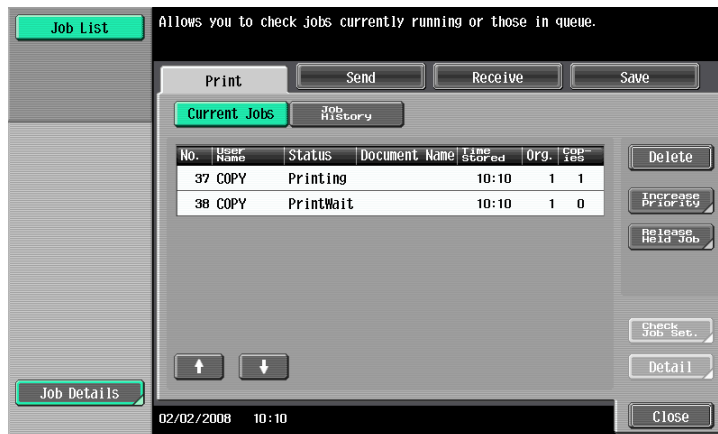 Job List
Allows you to check jobs currently running or those in queue.
Print Send Receive Save
Current Jobs Job History
No. User Name Status Document Name Time Stored Org. Cop-ies
37 COPY Printing 10:10 1 1
38 COPY PrintWait 10:10 1 0
Delete
Increase Priority
Release Held Job
Check Job Set.
Detail
Job Details
02/02/2008 10:10
Close